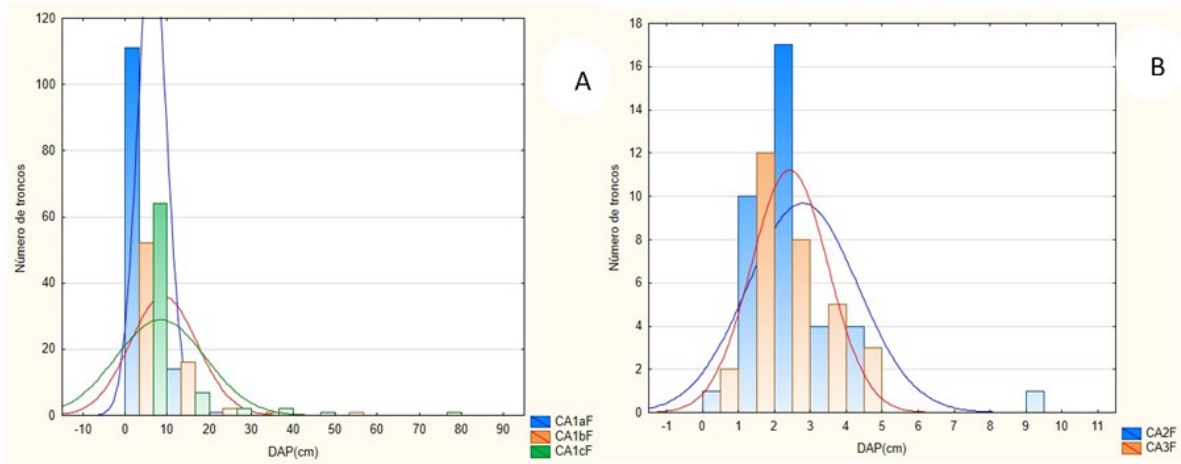 120
100
80
60
40
20
0
Número de troncos
-10 0 10 20 30 40 50 60 70 80 90
DAP(cm)
A
CA1aF
CA1bF
CA1cF
18
16
14
12
10
8
6
4
2
0
Número de troncos
-1 0 1 2 3 4 5 6 7 8 9 10 11
DAP(cm)
B
CA2F
CA3F